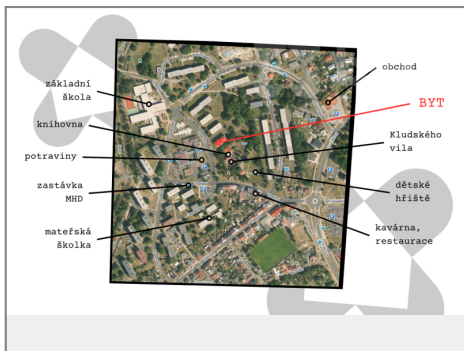 základní
škola
knihovna
potraviny
zastávka
MHD
mateřská
školka
obchod
BYT
Kludského
vila
dětské
hřiště
kavárna,
restaurace